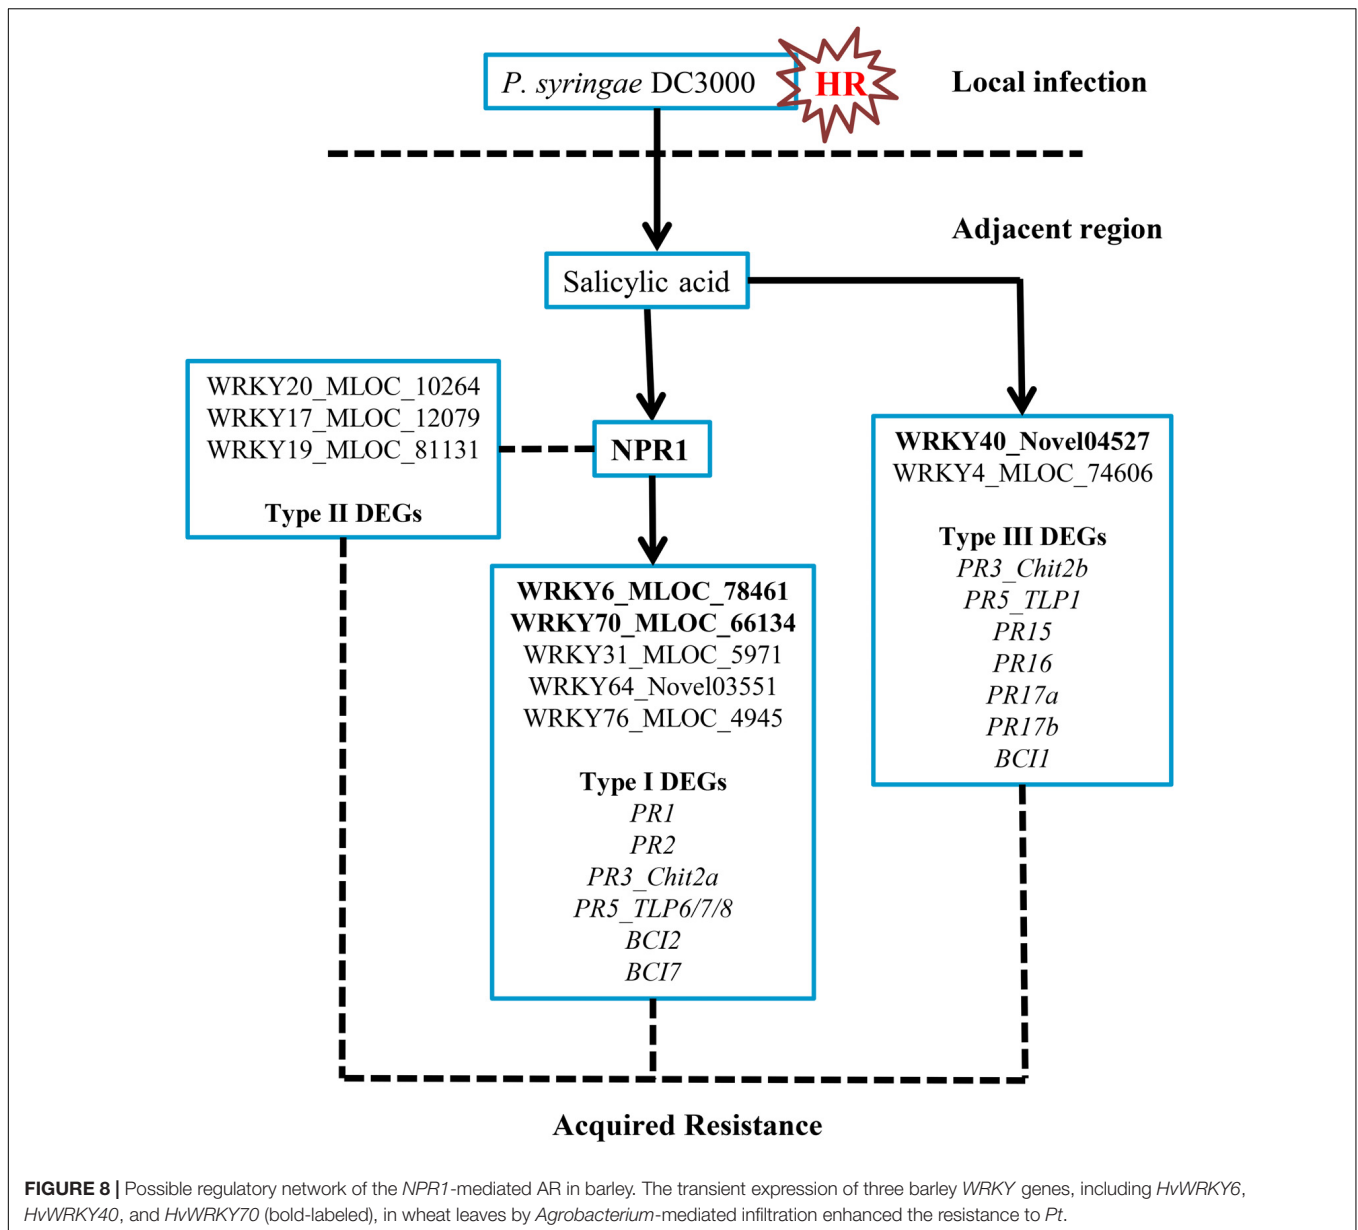 P. syringae DC3000
HR
Local infection
Adjacent region
Salicylic acid
WRKY20_MLOC_10264
WRKY17_MLOC_12079
WRKY19_MLOC_81131
Type II DEGs
NPR1
WRKY40_Novel04527
WRKY4_MLOC_74606
Type III DEGs
PR3_Chit2b
PR5_TLP1
PR15
PR16
PR17a
PR17b
BCI1
WRKY6_MLOC_78461
WRKY70_MLOC_66134
WRKY31_MLOC_5971
WRKY64_Novel03551
WRKY76_MLOC_4945
Type I DEGs
PR1
PR2
PR3_Chit2a
PR5_TLP6/7/8
BCI2
BCI7
Acquired Resistance
FIGURE 8 | Possible regulatory network of the NPR1-mediated AR in barley. The transient expression of three barley WRKY genes, including HvWRKY6,
HvWRKY40, and HvWRKY70 (bold-labeled), in wheat leaves by Agrobacterium-mediated infiltration enhanced the resistance to Pt.